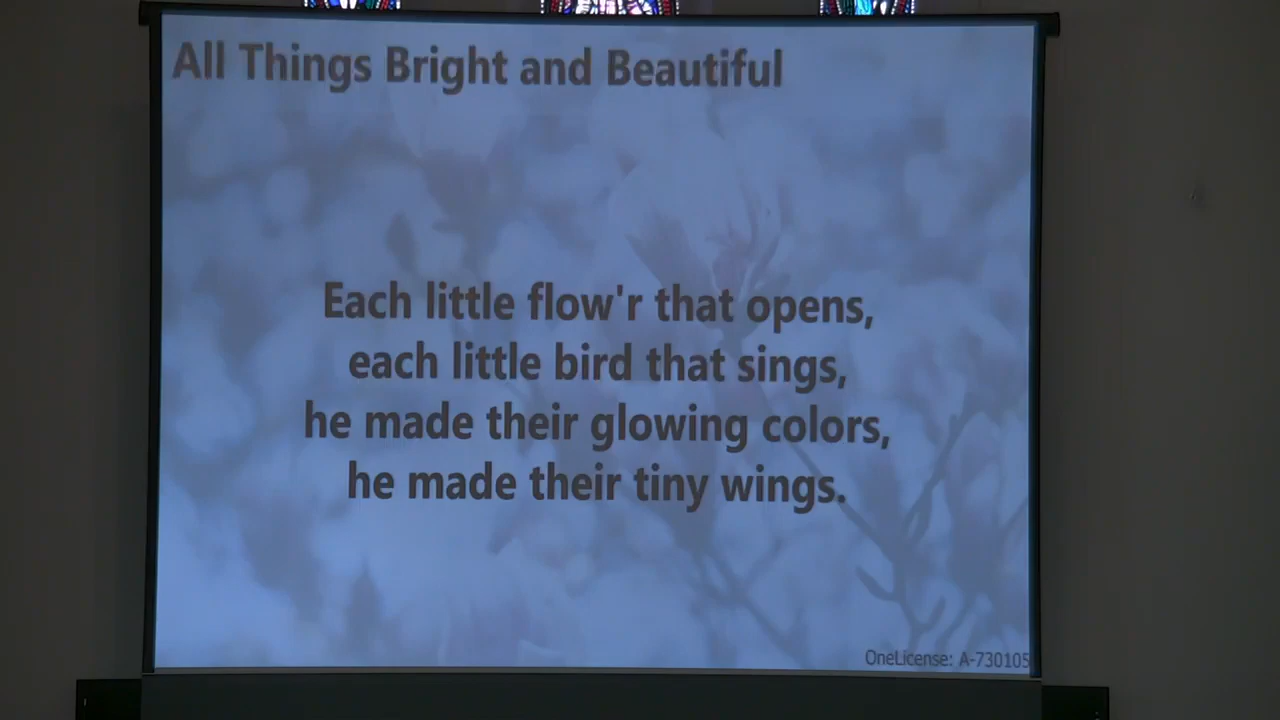 All Things Bright and Beautiful
Each little flow'r that opens,
each little bird that sings,
he made their glowing colors,
he made their tiny wings.
OneLicense: A-730105